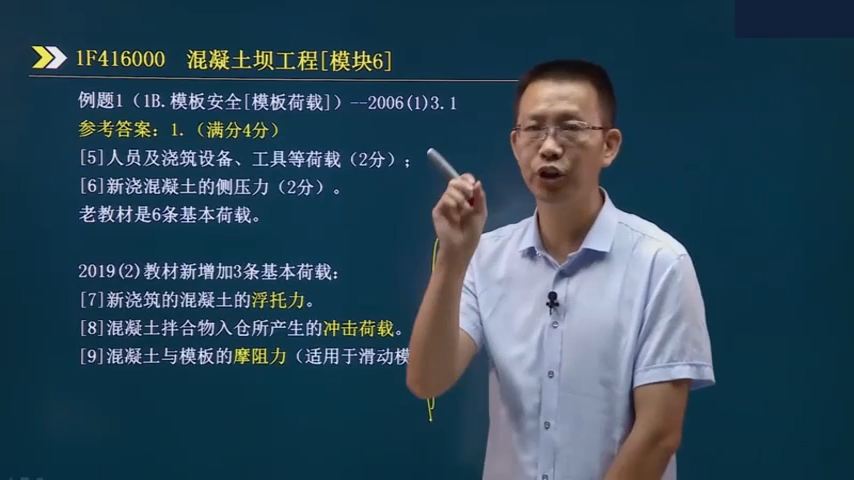 1F416000 混凝土坝工程[模块6]
例题1（1B.模板安全[模板荷载]）--2006(1)3.1
参考答案：1.（满分4分）
[5]人员及浇筑设备、工具等荷载（2分）；
[6]新浇混凝土的侧压力（2分）。
老教材是6条基本荷载。
2019(2)教材新增加3条基本荷载：
[7]新浇筑的混凝土的浮托力。
[8]混凝土拌合物入仓所产生的冲击荷载。
[9]混凝土与模板的摩阻力（适用于滑动模